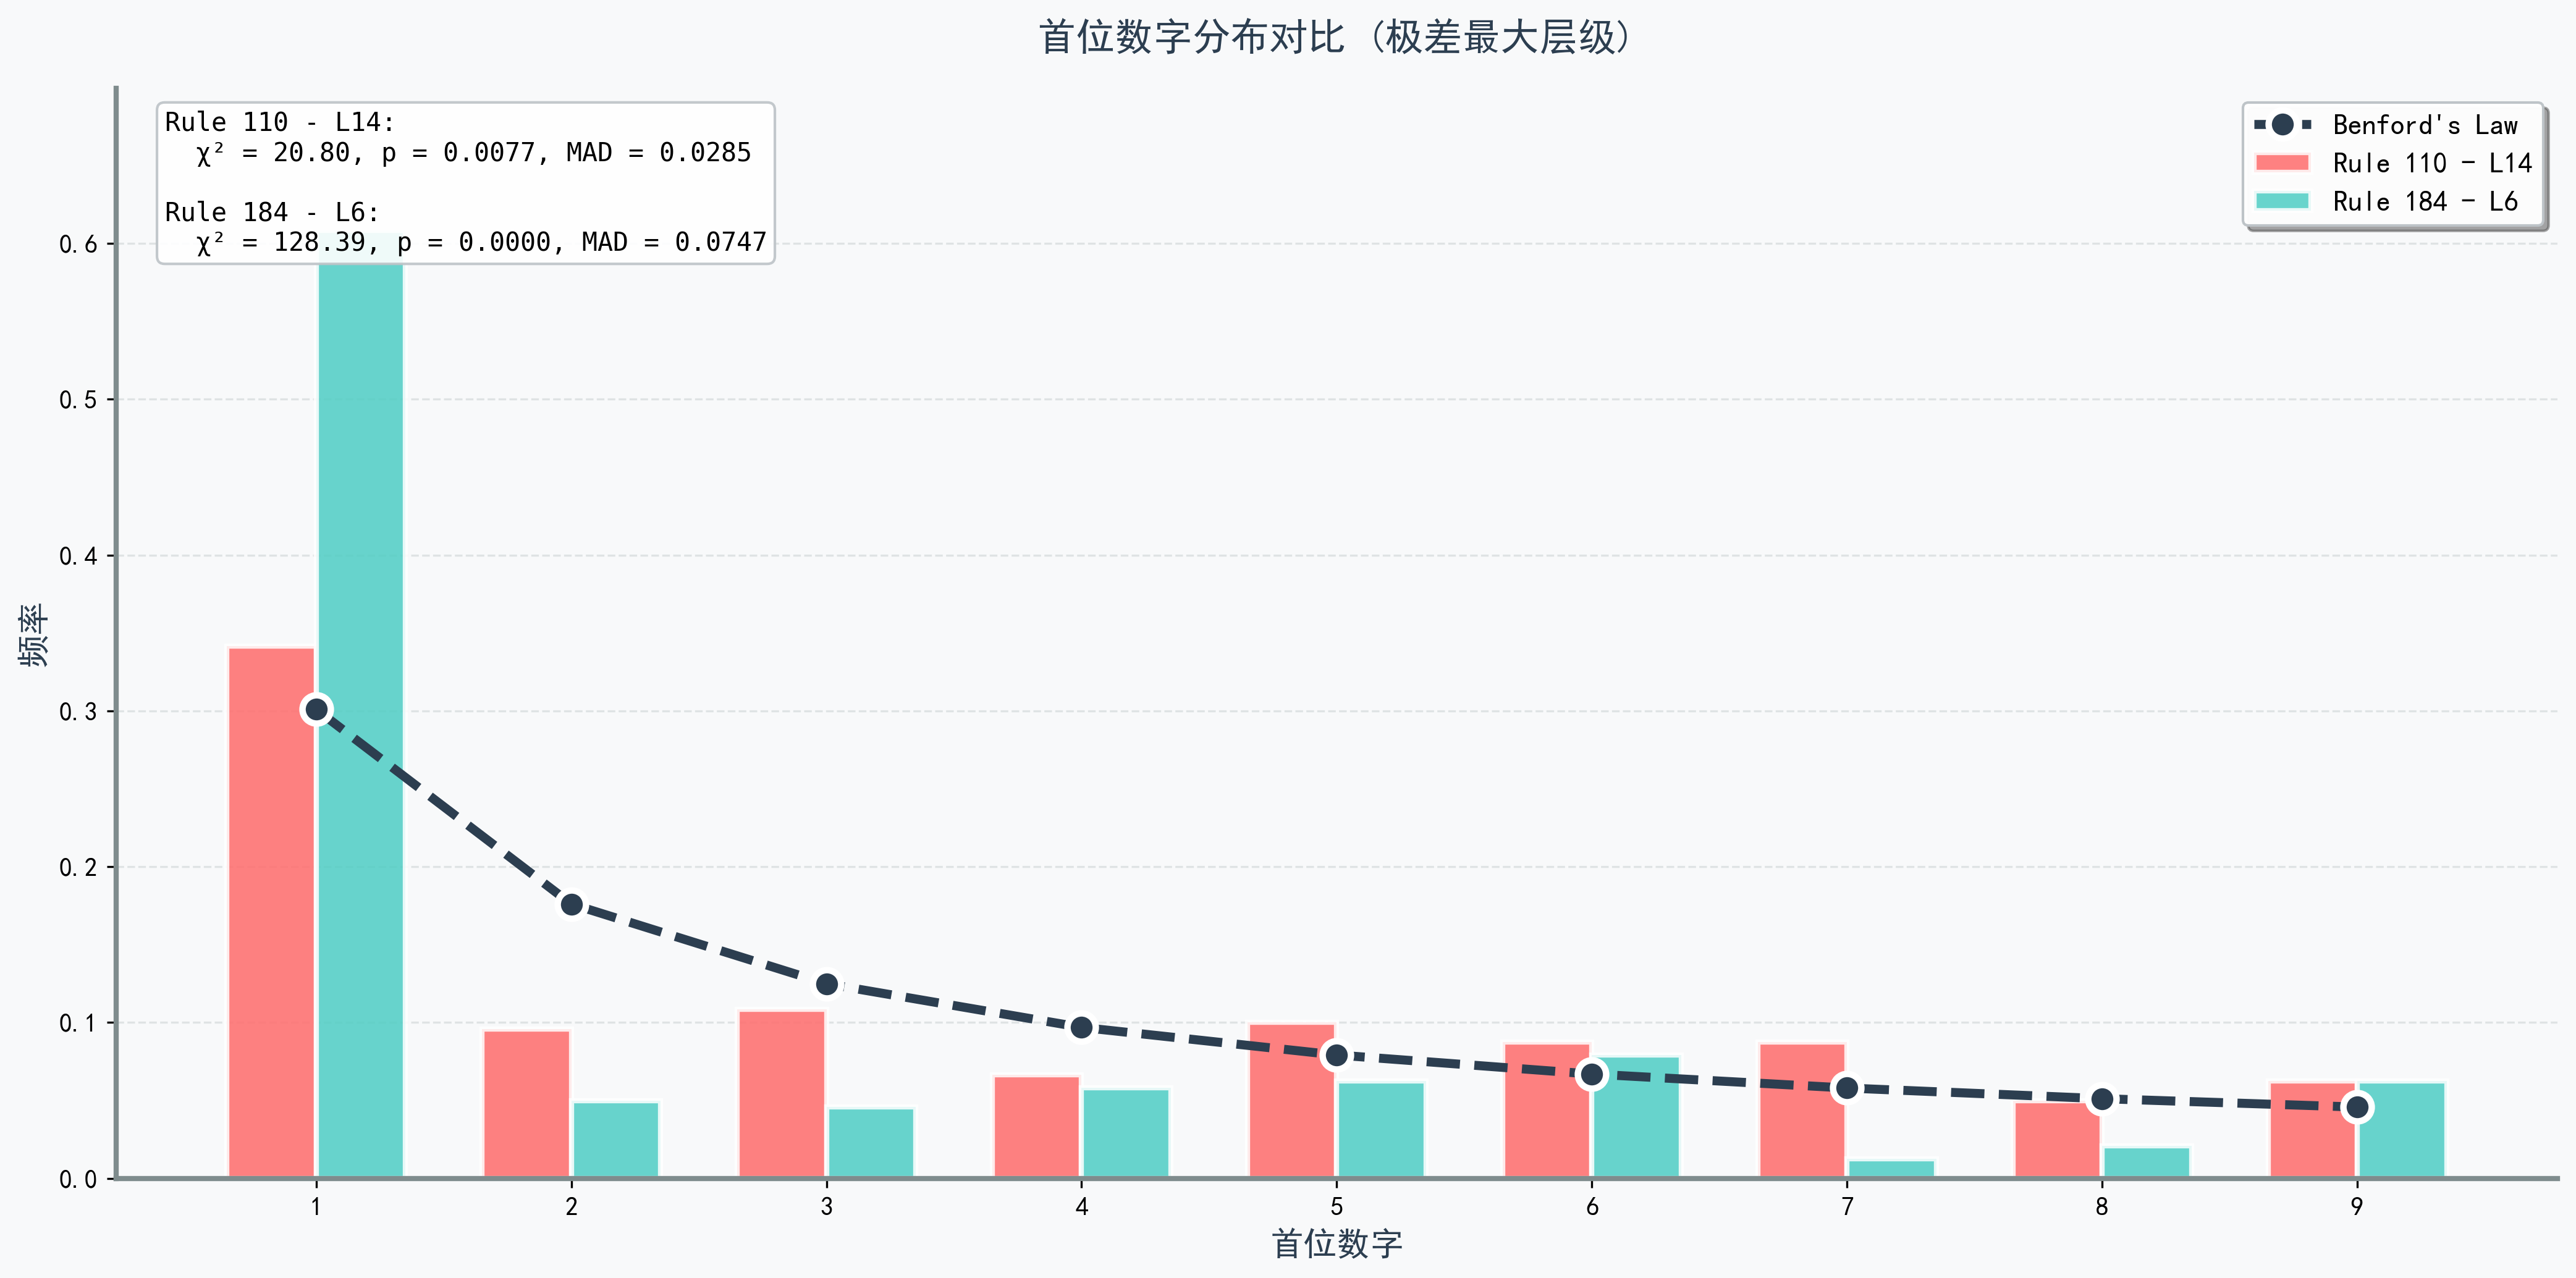 首位数字分布对比 (极差最大层级)
Rule 110 - L14:
χ² = 20.80, p = 0.0077, MAD = 0.0285
Rule 184 - L6:
χ² = 128.39, p = 0.0000, MAD = 0.0747
Benford's Law
Rule 110 - L14
Rule 184 - L6
频率
0.6
0.5
0.4
0.3
0.2
0.1
0.0
1 2 3 4 5 6 7 8 9
首位数字